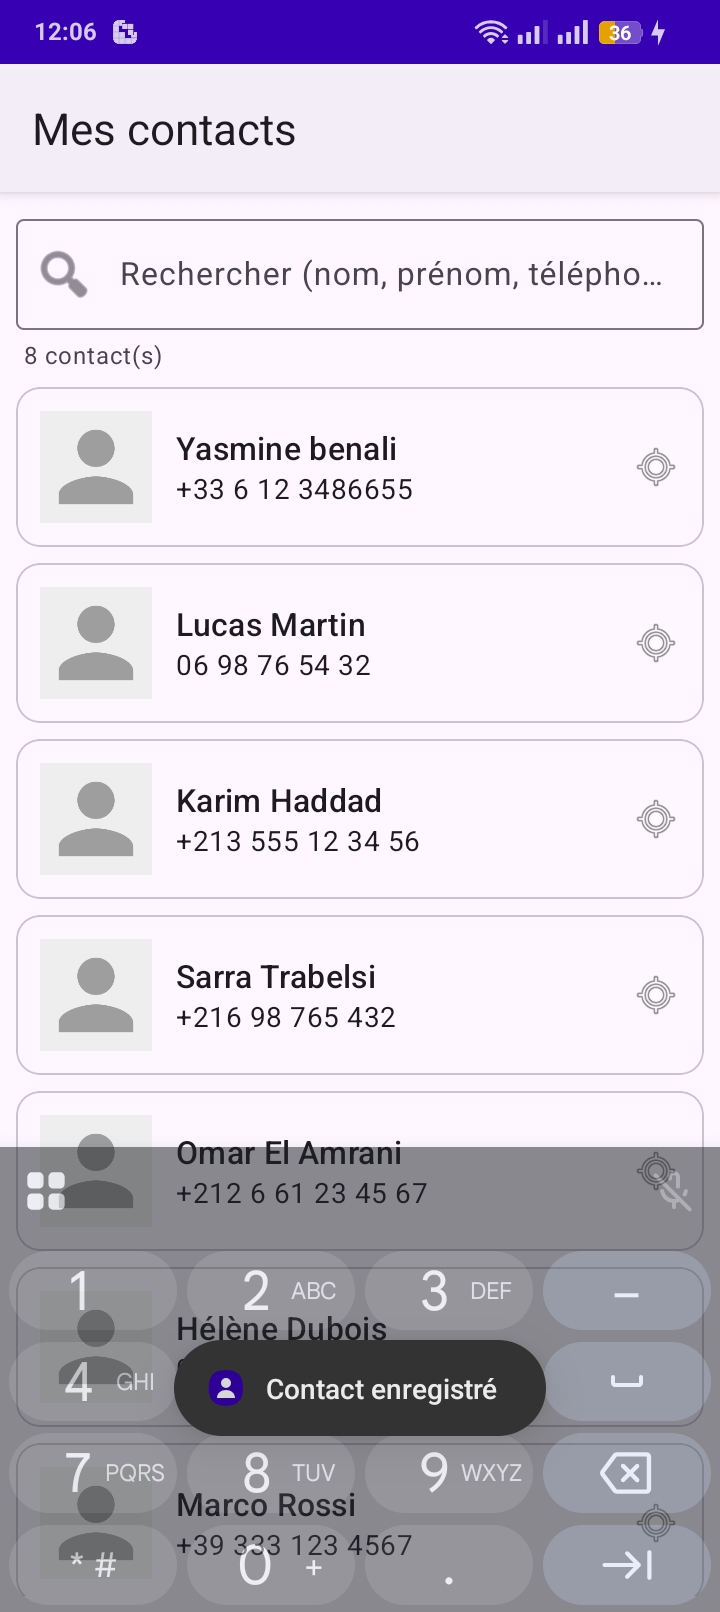 12:06
36
Mes contacts
Rechercher (nom, prénom, télépho...
8 contact(s)
Yasmine benali
+33 6 12 3486655
Lucas Martin
06 98 76 54 32
Karim Haddad
+213 555 12 34 56
Sarra Trabelsi
+216 98 765 432
Omar El Amrani
+212 6 61 23 45 67
1
2 ABC
3 DEF
–
Hélène Dubois
4 GHI
Contact enregistré
7 PQRS
8 TUV
9 WXYZ
Marco Rossi
+39 333 123 4567
* #
0 +
.